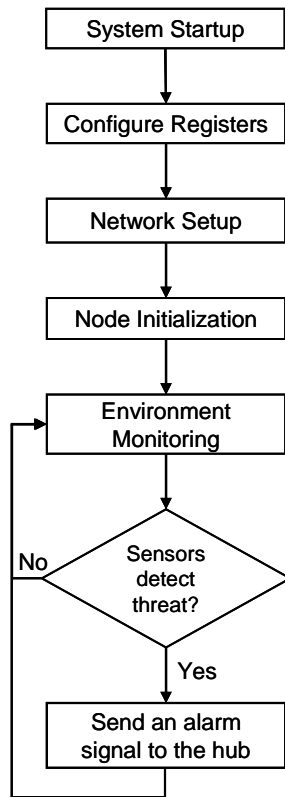 System Startup
Configure Registers
Network Setup
Node Initialization
Environment
Monitoring
Sensors
detect
threat?
No
Yes
Send an alarm
signal to the hub